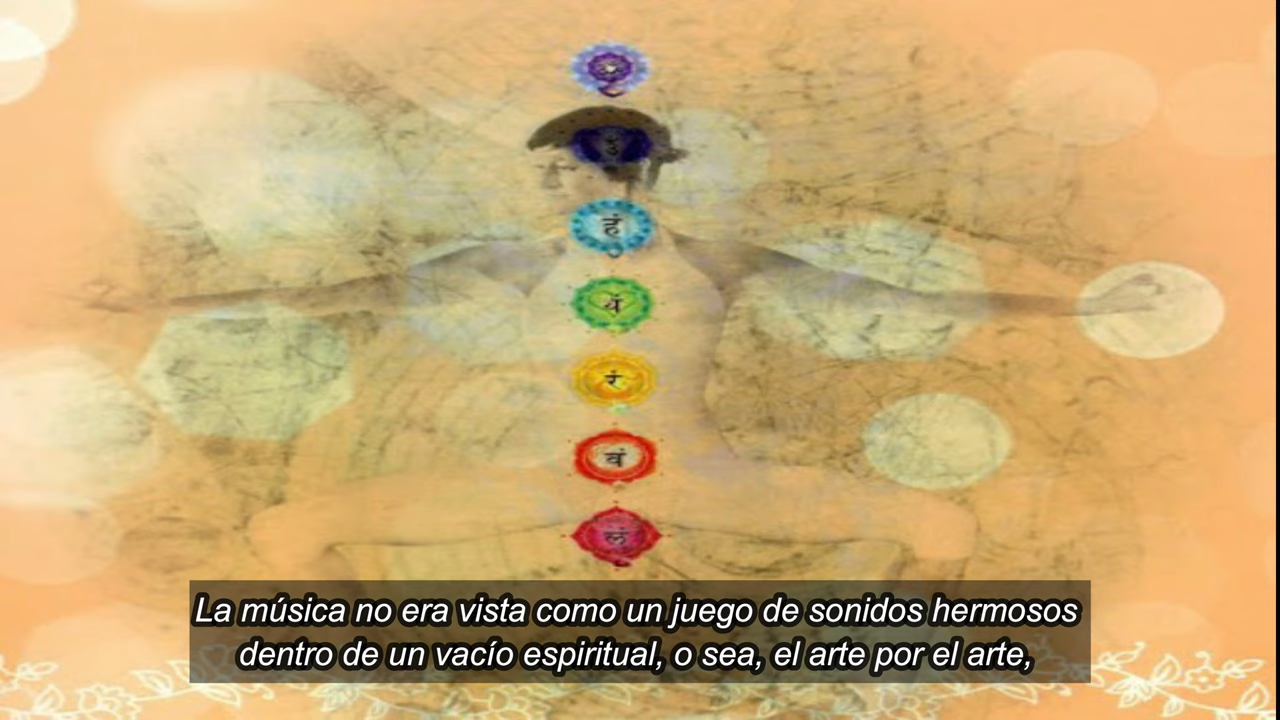 ॐ
हं
यं
रं
वं
लं
La música no era vista como un juego de sonidos hermosos
dentro de un vacío espiritual, o sea, el arte por el arte,